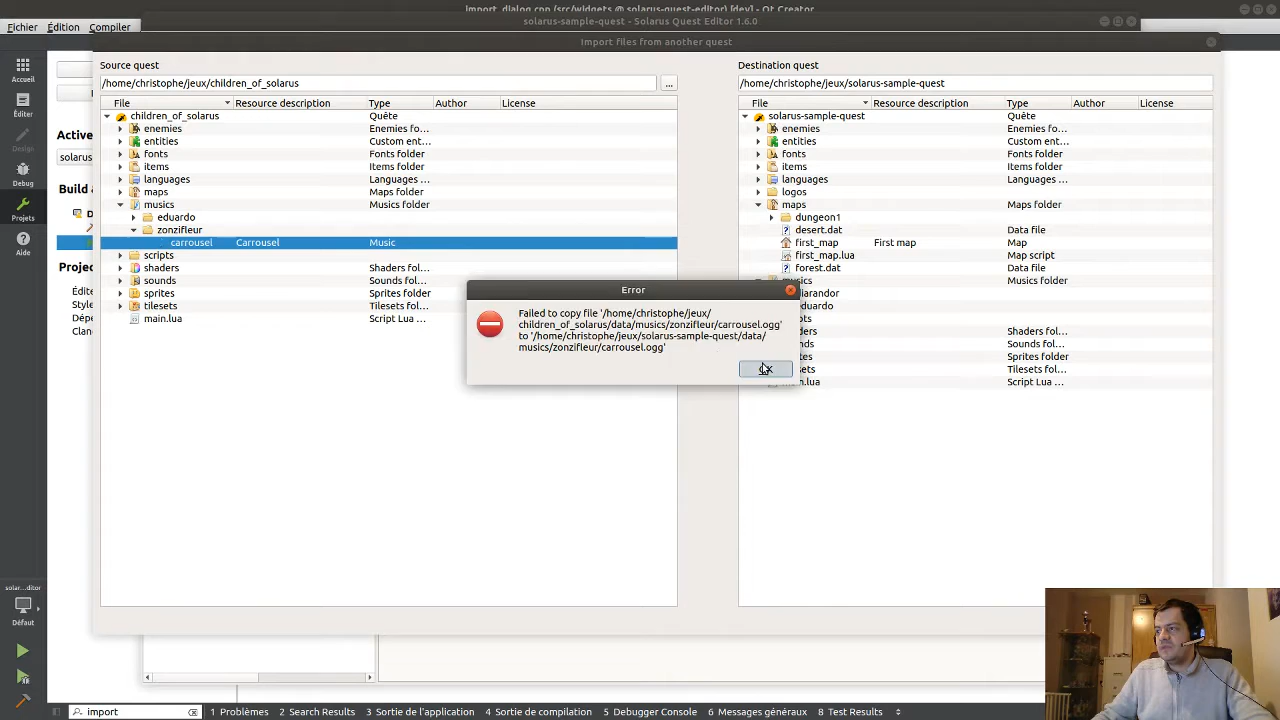 import_dialog.cpp (src/widgets @ solarus-quest-editor) [dev] - Qt Creator
solarus-sample-quest - Solarus Quest Editor 1.6.0
Fichier Édition Compiler
Import files from another quest
Source quest
Destination quest
/home/christophe/jeux/children_of_solarus
...
/home/christophe/jeux/solarus-sample-quest
File Resource description Type Author License
File Resource description Type Author License
children_of_solarus Quête
enemies Enemies fo...
entities Custom ent...
fonts Fonts folder
items Items folder
languages Languages ...
maps Maps folder
musics Musics folder
eduardo
zonzifleur
carrousel Carrousel Music
scripts
shaders Shaders fol...
sounds Sounds fol...
sprites Sprites folder
tilesets Tilesets fol...
main.lua Script Lua ...
solarus-sample-quest Quête
enemies Enemies fo...
entities Custom ent...
fonts Fonts folder
items Items folder
languages Languages ...
logos
maps Maps folder
dungeon1
desert.dat Data file
first_map First map Map
first_map.lua Map script
forest.dat Data file
musics Musics folder
diarandor
eduardo
Shaders fol...
Sounds fol...
Sprites folder
Tilesets fol...
Script Lua ...
Error
Failed to copy file '/home/christophe/jeux/
children_of_solarus/data/musics/zonzifleur/carrousel.ogg'
to '/home/christophe/jeux/solarus-sample-quest/data/
musics/zonzifleur/carrousel.ogg'
Accueil
Éditer
Design
Debug
Projets
Aide
Active
solarus
Build &
D
Projec
Édite
Style
Dépe
Clan
solar...ditor
Défaut
import
1 Problèmes 2 Search Results 3 Sortie de l'application 4 Sortie de compilation 5 Debugger Console 6 Messages généraux 8 Test Results